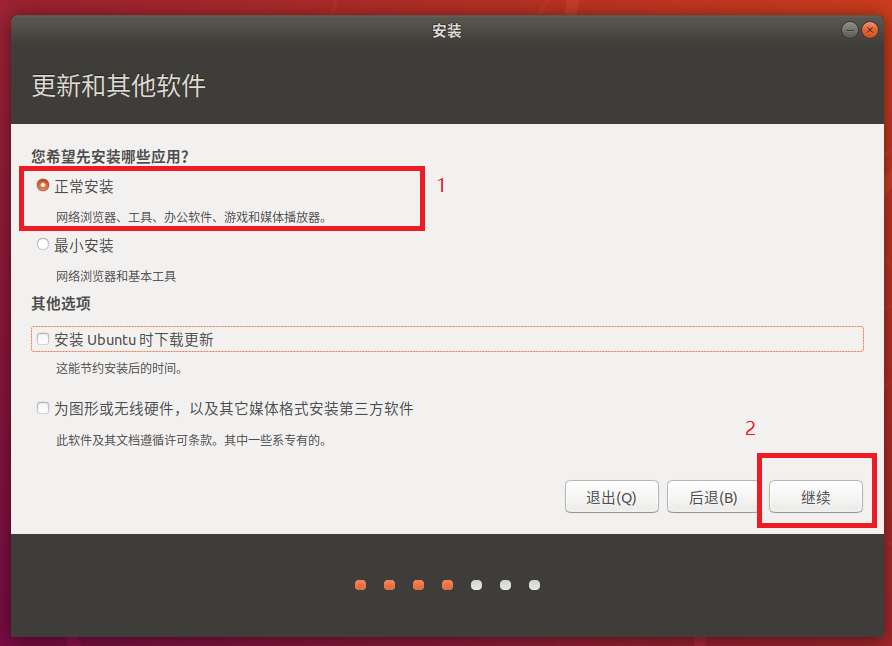 安装
更新和其他软件
您希望先安装哪些应用?
正常安装
1
网络浏览器、工具、办公软件、游戏和媒体播放器。
最小安装
网络浏览器和基本工具
其他选项
安装 Ubuntu 时下载更新
这能节约安装后的时间。
为图形或无线硬件，以及其它媒体格式安装第三方软件
此软件及其文档遵循许可条款。其中一些系专有的。
2
退出(Q) 后退(B) 继续